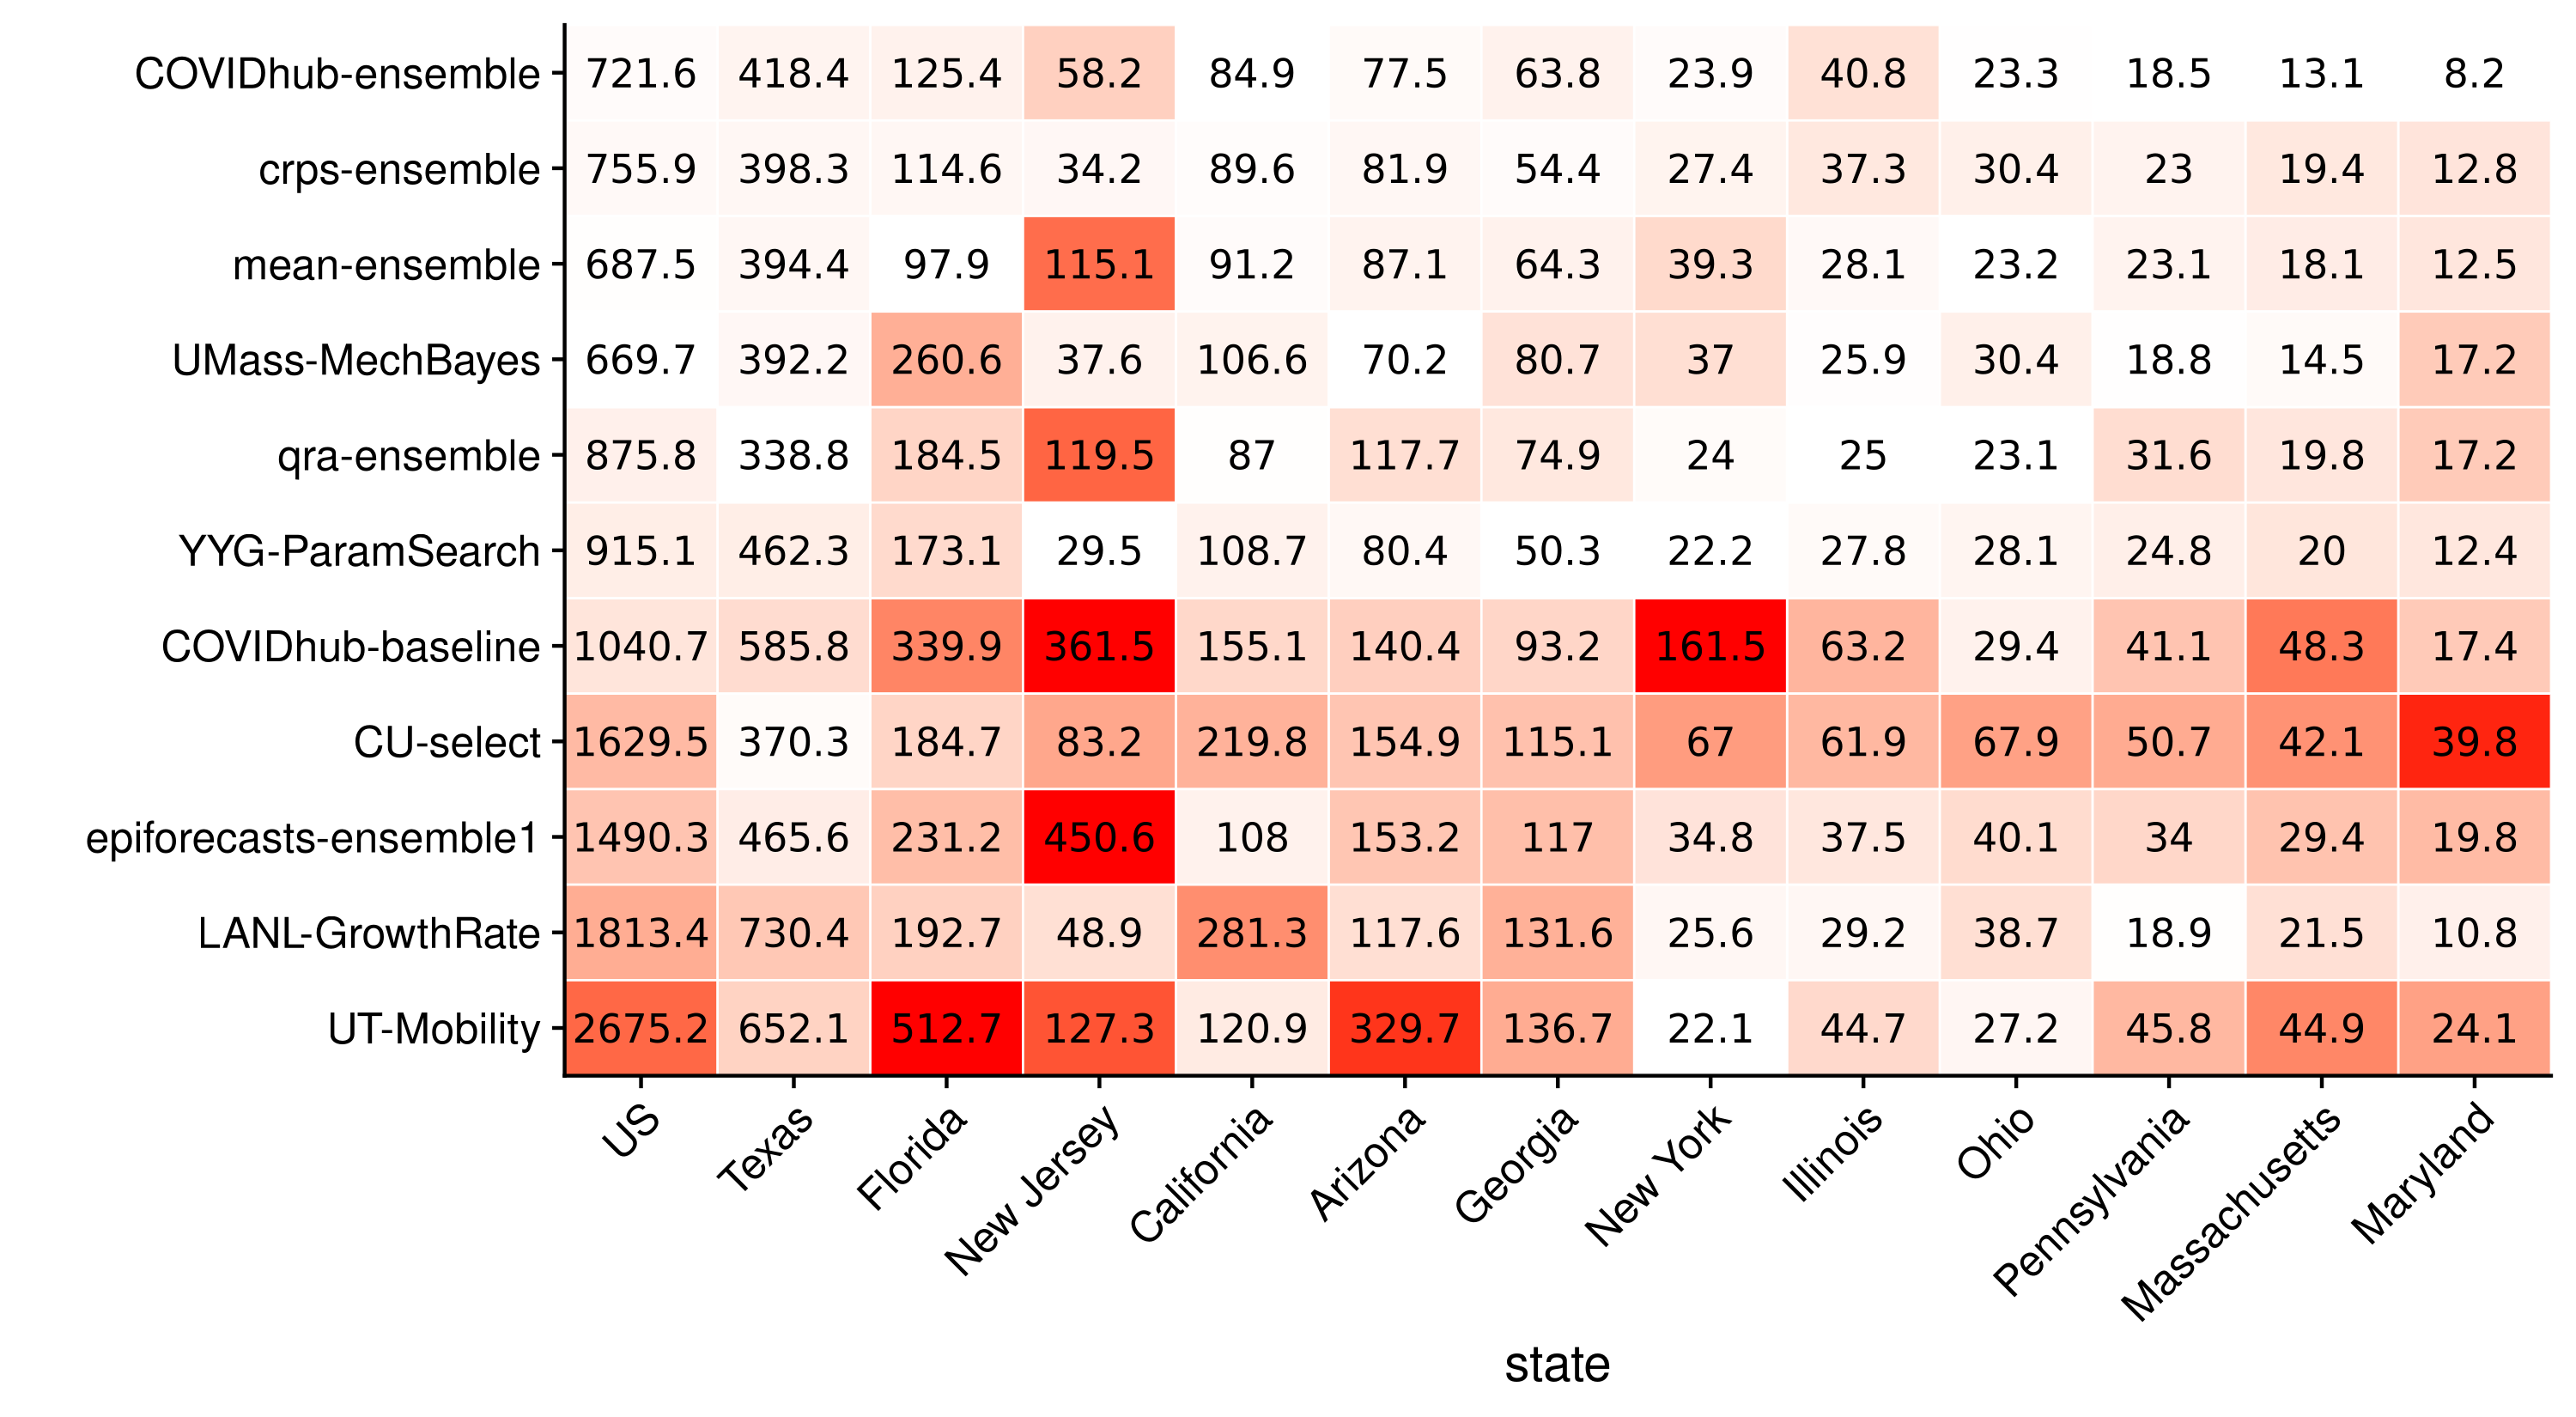 COVIDhub-ensemble 721.6 418.4 125.4 58.2 84.9 77.5 63.8 23.9 40.8 23.3 18.5 13.1 8.2
crps-ensemble 755.9 398.3 114.6 34.2 89.6 81.9 54.4 27.4 37.3 30.4 23 19.4 12.8
mean-ensemble 687.5 394.4 97.9 115.1 91.2 87.1 64.3 39.3 28.1 23.2 23.1 18.1 12.5
UMass-MechBayes 669.7 392.2 260.6 37.6 106.6 70.2 80.7 37 25.9 30.4 18.8 14.5 17.2
qra-ensemble 875.8 338.8 184.5 119.5 87 117.7 74.9 24 25 23.1 31.6 19.8 17.2
YYG-ParamSearch 915.1 462.3 173.1 29.5 108.7 80.4 50.3 22.2 27.8 28.1 24.8 20 12.4
COVIDhub-baseline 1040.7 585.8 339.9 361.5 155.1 140.4 93.2 161.5 63.2 29.4 41.1 48.3 17.4
CU-select 1629.5 370.3 184.7 83.2 219.8 154.9 115.1 67 61.9 67.9 50.7 42.1 39.8
epiforecasts-ensemble1 1490.3 465.6 231.2 450.6 108 153.2 117 34.8 37.5 40.1 34 29.4 19.8
LANL-GrowthRate 1813.4 730.4 192.7 48.9 281.3 117.6 131.6 25.6 29.2 38.7 18.9 21.5 10.8
UT-Mobility 2675.2 652.1 512.7 127.3 120.9 329.7 136.7 22.1 44.7 27.2 45.8 44.9 24.1
US Texas Florida New Jersey California Arizona Georgia New York Illinois Ohio Pennsylvania Massachusetts Maryland
state